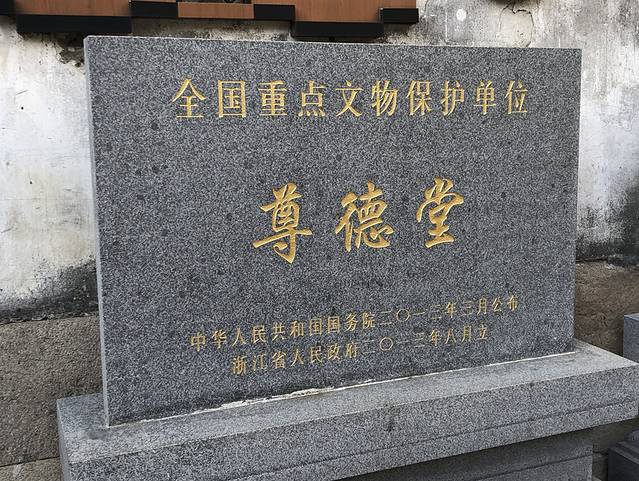 全国重点文物保护单位
尊德堂
中华人民共和国国务院二〇一三年三月公布
浙江省人民政府二〇一三年八月立